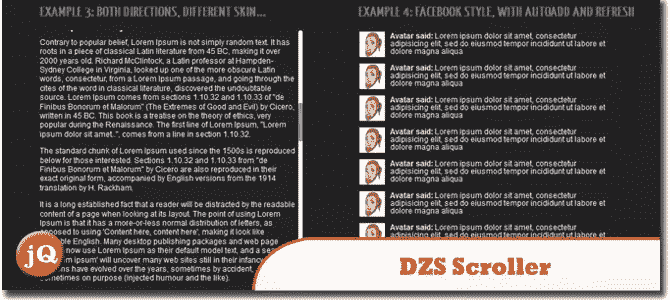 EXAMPLE 3: BOTH DIRECTIONS, DIFFERENT SKIN...
Contrary to popular belief, Lorem Ipsum is not simply random text. It has
roots in a piece of classical Latin literature from 45 BC, making it over
2000 years old. Richard McClintock, a Latin professor at Hampden-
Sydney College in Virginia, looked up one of the more obscure Latin
words, consectetur, from a Lorem Ipsum passage, and going through the
cites of the word in classical literature, discovered the undoubtable
source. Lorem Ipsum comes from sections 1.10.32 and 1.10.33 of "de
Finibus Bonorum et Malorum" (The Extremes of Good and Evil) by Cicero,
written in 45 BC. This book is a treatise on the theory of ethics, very
popular during the Renaissance. The first line of Lorem Ipsum, "Lorem
ipsum dolor sit amet..", comes from a line in section 1.10.32.
The standard chunk of Lorem Ipsum used since the 1500s is reproduced
below for those interested. Sections 1.10.32 and 1.10.33 from "de
Finibus Bonorum et Malorum" by Cicero are also reproduced in their
exact original form, accompanied by English versions from the 1914
translation by H. Rackham.
It is a long established fact that a reader will be distracted by the readable
content of a page when looking at its layout. The point of using Lorem
Ipsum is that it has a more-or-less normal distribution of letters, as
opposed to using 'Content here, content here', making it look like
English. Many desktop publishing packages and web page
now use Lorem Ipsum as their default model text, and a
Ipsum' will uncover many web sites still in their infancy
have evolved over the years, sometimes by accident,
sometimes on purpose (injected humour and the like).
EXAMPLE 4: FACEBOOK STYLE, WITH AUTOADD AND REFRESH
Avatar said: Lorem ipsum dolor sit amet, consectetur
adipisicing elit, sed do eiusmod tempor incididunt ut labore et
dolore magna aliqua
Avatar said: Lorem ipsum dolor sit amet, consectetur
adipisicing elit, sed do eiusmod tempor incididunt ut labore et
dolore magna aliqua
Avatar said: Lorem ipsum dolor sit amet, consectetur
adipisicing elit, sed do eiusmod tempor incididunt ut labore et
dolore magna aliqua
Avatar said: Lorem ipsum dolor sit amet, consectetur
adipisicing elit, sed do eiusmod tempor incididunt ut labore et
dolore magna aliqua
Avatar said: Lorem ipsum dolor sit amet, consectetur
adipisicing elit, sed do eiusmod tempor incididunt ut labore et
dolore magna aliqua
Avatar said: Lorem ipsum dolor sit amet, consectetur
adipisicing elit, sed do eiusmod tempor incididunt ut labore et
dolore magna aliqua
Avatar said: Lorem ipsum dolor sit amet, consectetur
jQ
DZS Scroller